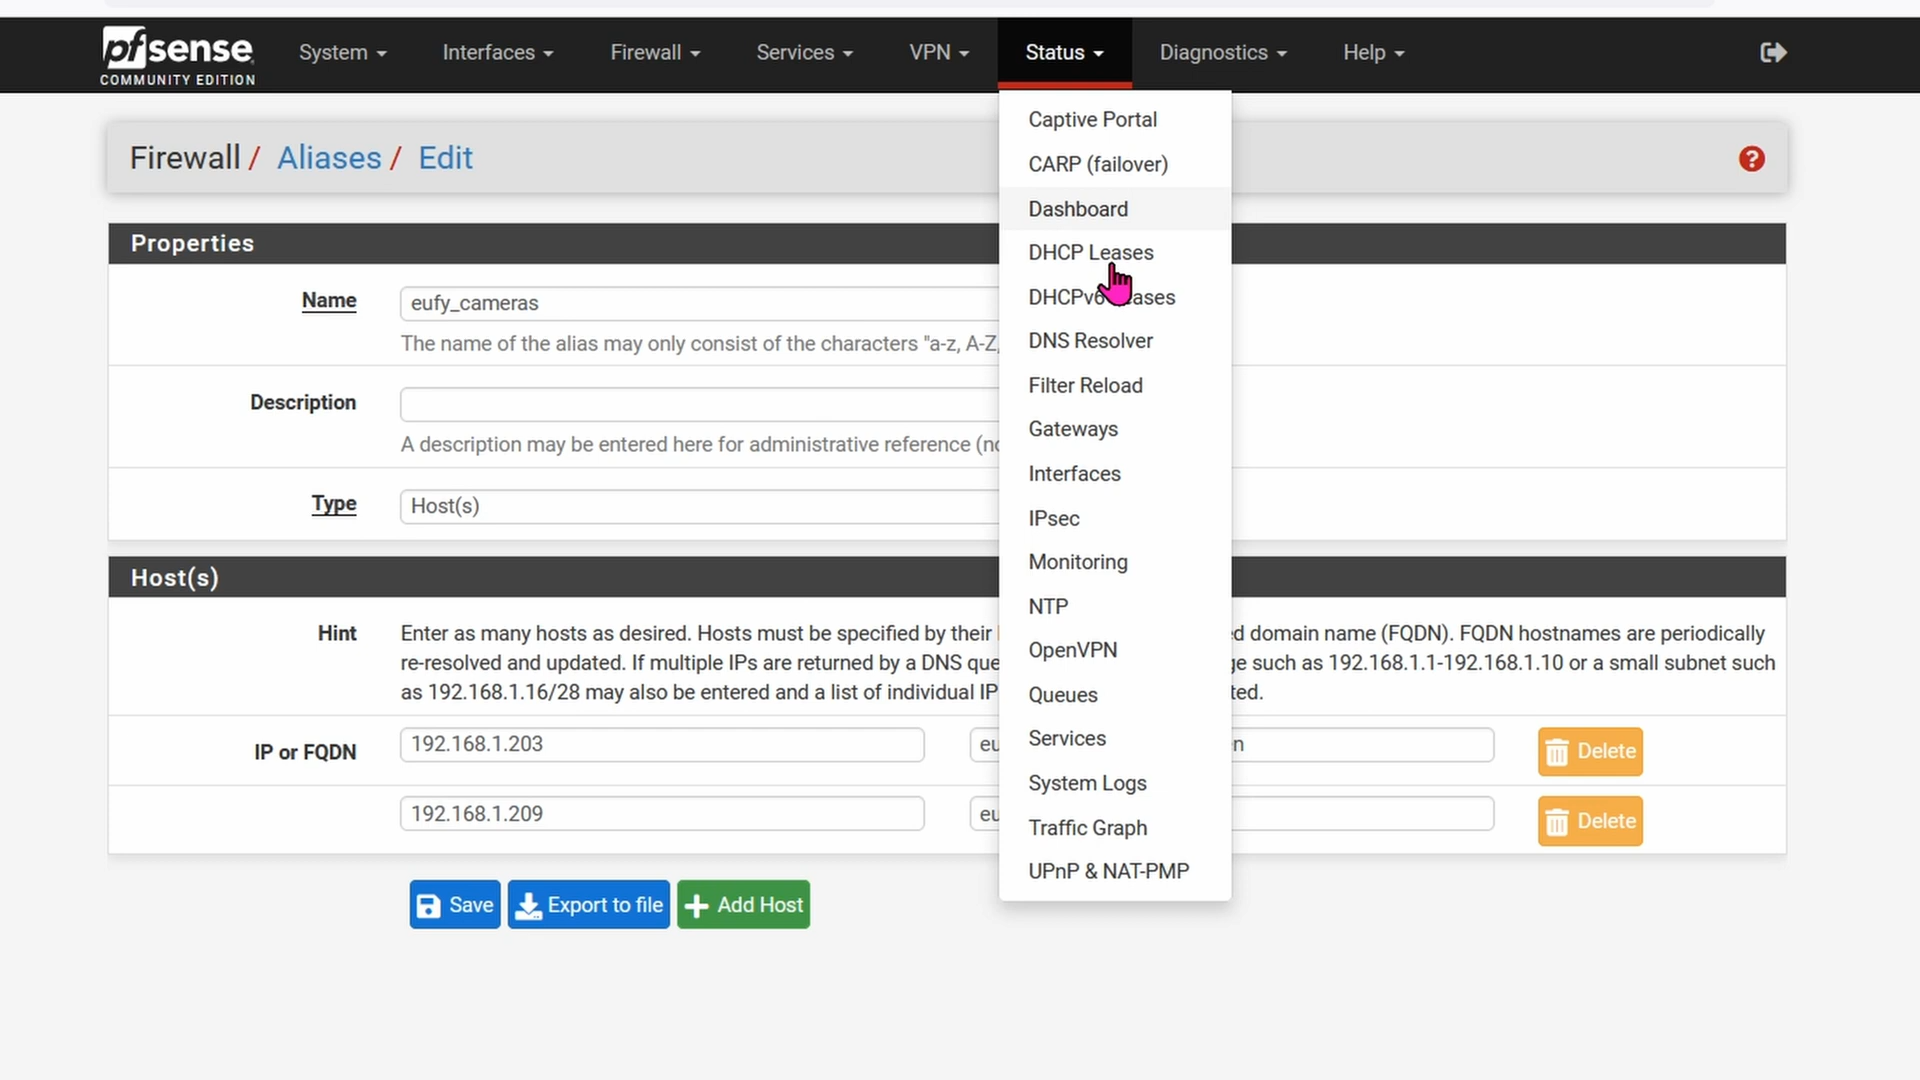 pfsense
COMMUNITY EDITION
System
Interfaces
Firewall
Services
VPN
Status
Diagnostics
Help
Captive Portal
CARP (failover)
Dashboard
DHCP Leases
DHCPv6 Leases
DNS Resolver
Filter Reload
Gateways
Interfaces
IPsec
Monitoring
NTP
OpenVPN
Queues
Services
System Logs
Traffic Graph
UPnP & NAT-PMP
Firewall / Aliases / Edit
?
Properties
Name
eufy_cameras
The name of the alias may only consist of the characters "a-z, A-Z,
Description
A description may be entered here for administrative reference
Type
Host(s)
Host(s)
Hint
Enter as many hosts as desired. Hosts must be specified by their domain name (FQDN). FQDN hostnames are periodically
re-resolved and updated. If multiple IPs are returned by a DNS such as 192.168.1.1-192.168.1.10 or a small subnet such
as 192.168.1.16/28 may also be entered and a list of individual IP
IP or FQDN
192.168.1.203
Delete
192.168.1.209
Delete
Save
Export to file
Add Host